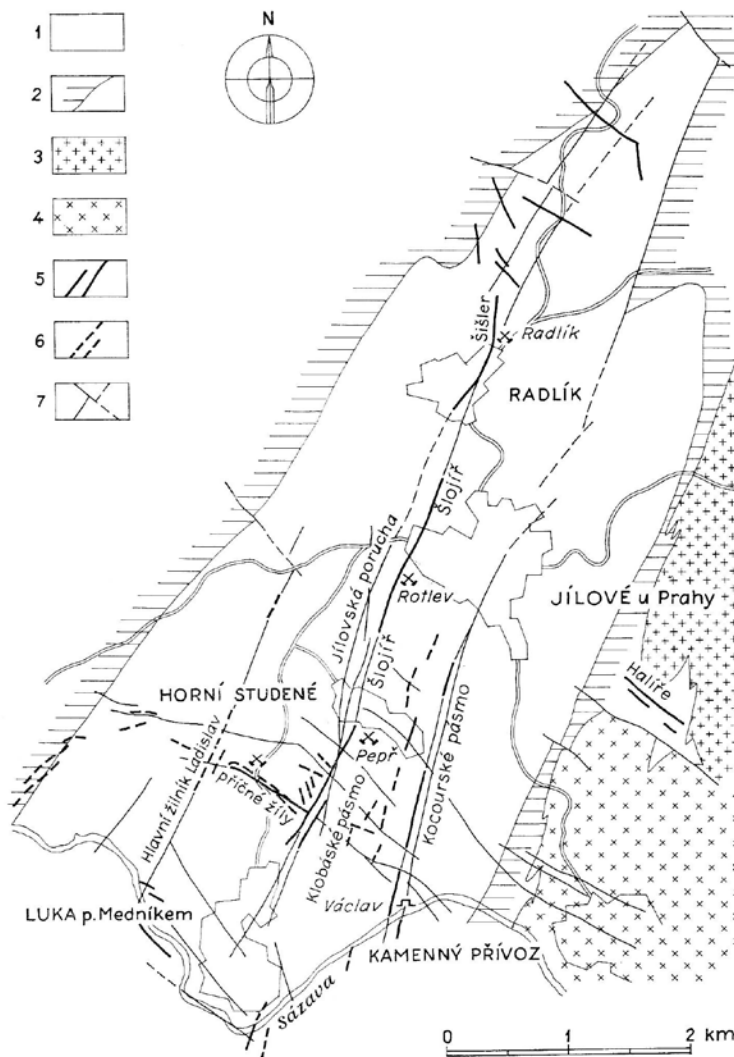 N
1
2
3
4
5
6
7
Šišler
Radlík
RADLÍK
Šlojíř
Jílovská porucha
Rotlev
JÍLOVÉ u Prahy
Šlojíř
Halíře
HORNÍ STUDENÉ
Pepř
Kocourské pásmo
Hlavní žilník Ladislav
příčné žíly
Klobáské pásmo
Václav
LUKA p. Medníkem
KAMENNÝ PŘÍVOZ
Sázava
0 1 2 km